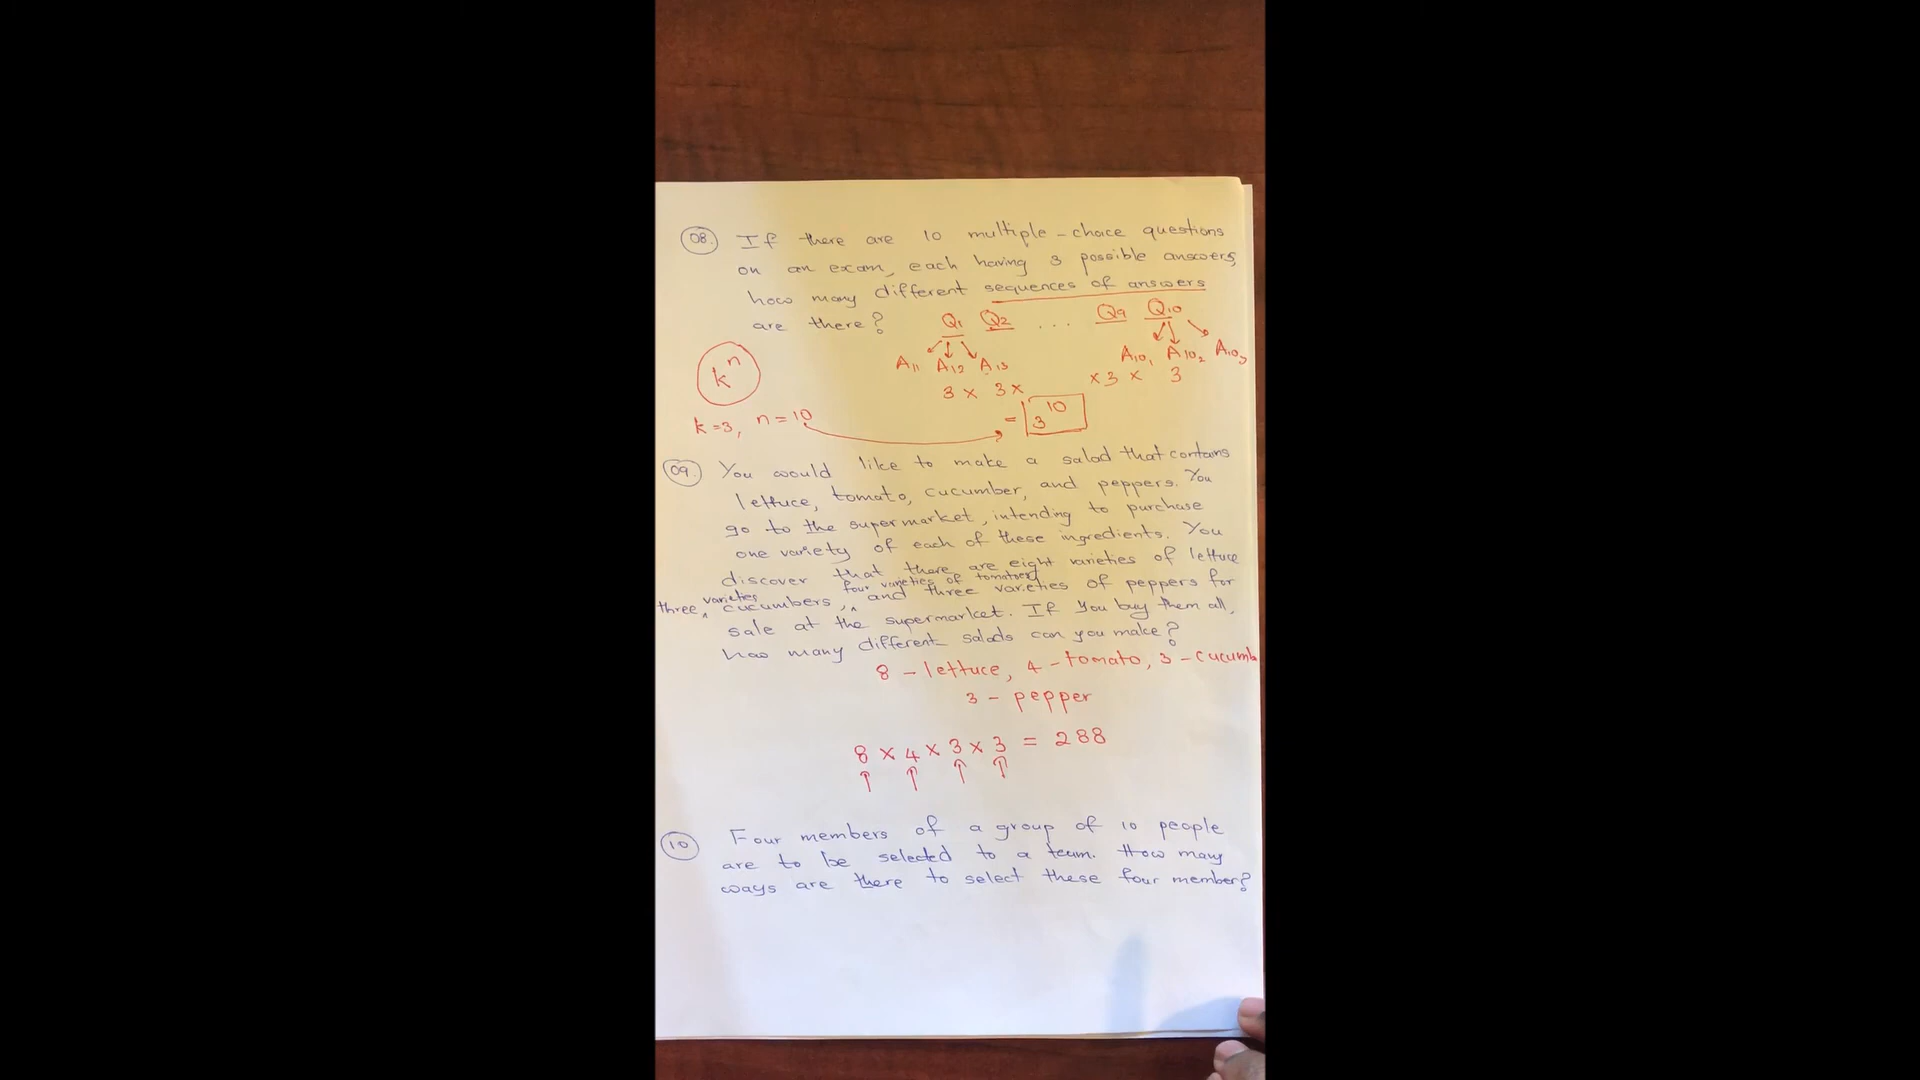 08. If there are 10 multiple-choice questions
on an exam, each having 3 possible answers,
how many different sequences of answers
are there?
Q1 Q2 ... Q9 Q10
A11 A12 A13 A101 A102 A103
3 × 3 × × 3 × 3
k^n
= 3^10
k=3, n=10
09. You would like to make a salad that contains
lettuce, tomato, cucumber, and peppers. You
go to the supermarket, intending to purchase
one variety of each of these ingredients. You
discover that there are eight varieties of lettuce
four varieties of tomatoes,
three varieties cucumbers, ^ and three varieties of peppers for
sale at the supermarket. If you buy them all,
how many different salads can you make?
8 - lettuce, 4 - tomato, 3 - cucumb
3 - pepper
8 × 4 × 3 × 3 = 288
10 Four members of a group of 10 people
are to be selected to a team. How many
ways are there to select these four member?